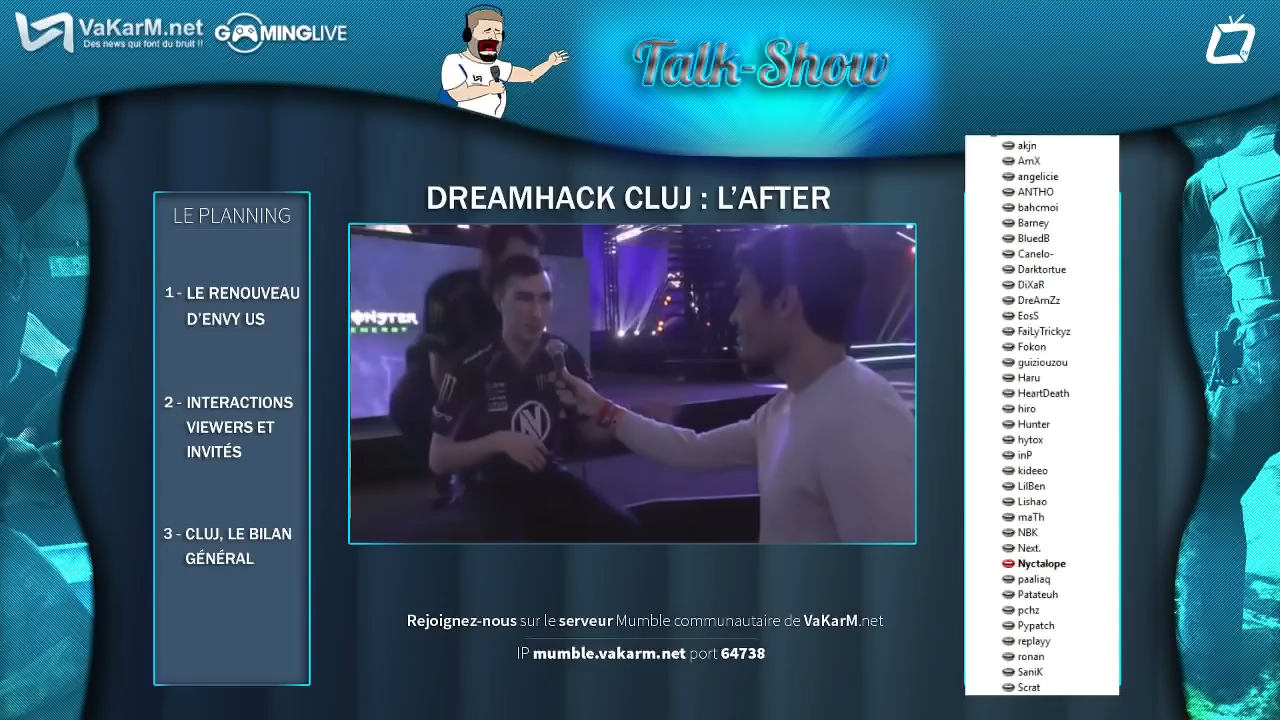 VaKarM.net
Des news qui font du bruit !!
GAMINGLIVE
Talk-Show
DREAMHACK CLUJ : L'AFTER
LE PLANNING
1 - LE RENOUVEAU
D'ENVY US
2 - INTERACTIONS
VIEWERS ET
INVITÉS
3 - CLUJ, LE BILAN
GÉNÉRAL
MONSTER
ENERGY
Rejoignez-nous sur le serveur Mumble communautaire de VaKarM.net
IP mumble.vakarm.net port 64738
akjn
AmX
angelicie
ANTHO
bahcmoi
Barney
BluedB
Canelo-
Darktortue
DiXaR
DreAmZz
EosS
FaiLyTrickyz
Fokon
guiziouzou
Haru
HeartDeath
hiro
Hunter
hytox
inP
kideeo
LilBen
Lishao
maTh
NBK
Next.
Nyctalope
paaliaq
Patateuh
pchz
Pypatch
replayy
ronan
SaniK
Scrat